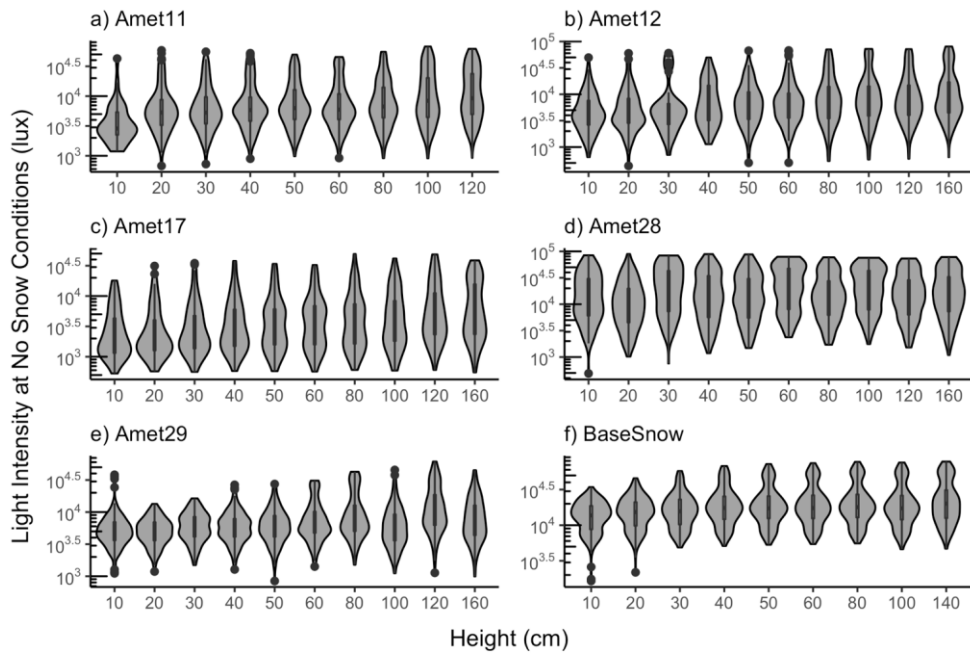 Light Intensity at No Snow Conditions (lux)
a) Amet11
10^4.5
10^4
10^3.5
10^3
10 20 30 40 50 60 80 100 120
b) Amet12
10^5
10^4.5
10^4
10^3.5
10^3
10 20 30 40 50 60 80 100 120 160
c) Amet17
10^4.5
10^4
10^3.5
10^3
10 20 30 40 50 60 80 100 120 160
d) Amet28
10^5
10^4.5
10^4
10^3.5
10^3
10 20 30 40 50 60 80 100 120 160
e) Amet29
10^4.5
10^4
10^3.5
10^3
10 20 30 40 50 60 80 100 120 160
f) BaseSnow
10^4.5
10^4
10^3.5
10 20 30 40 50 60 80 100 140
Height (cm)